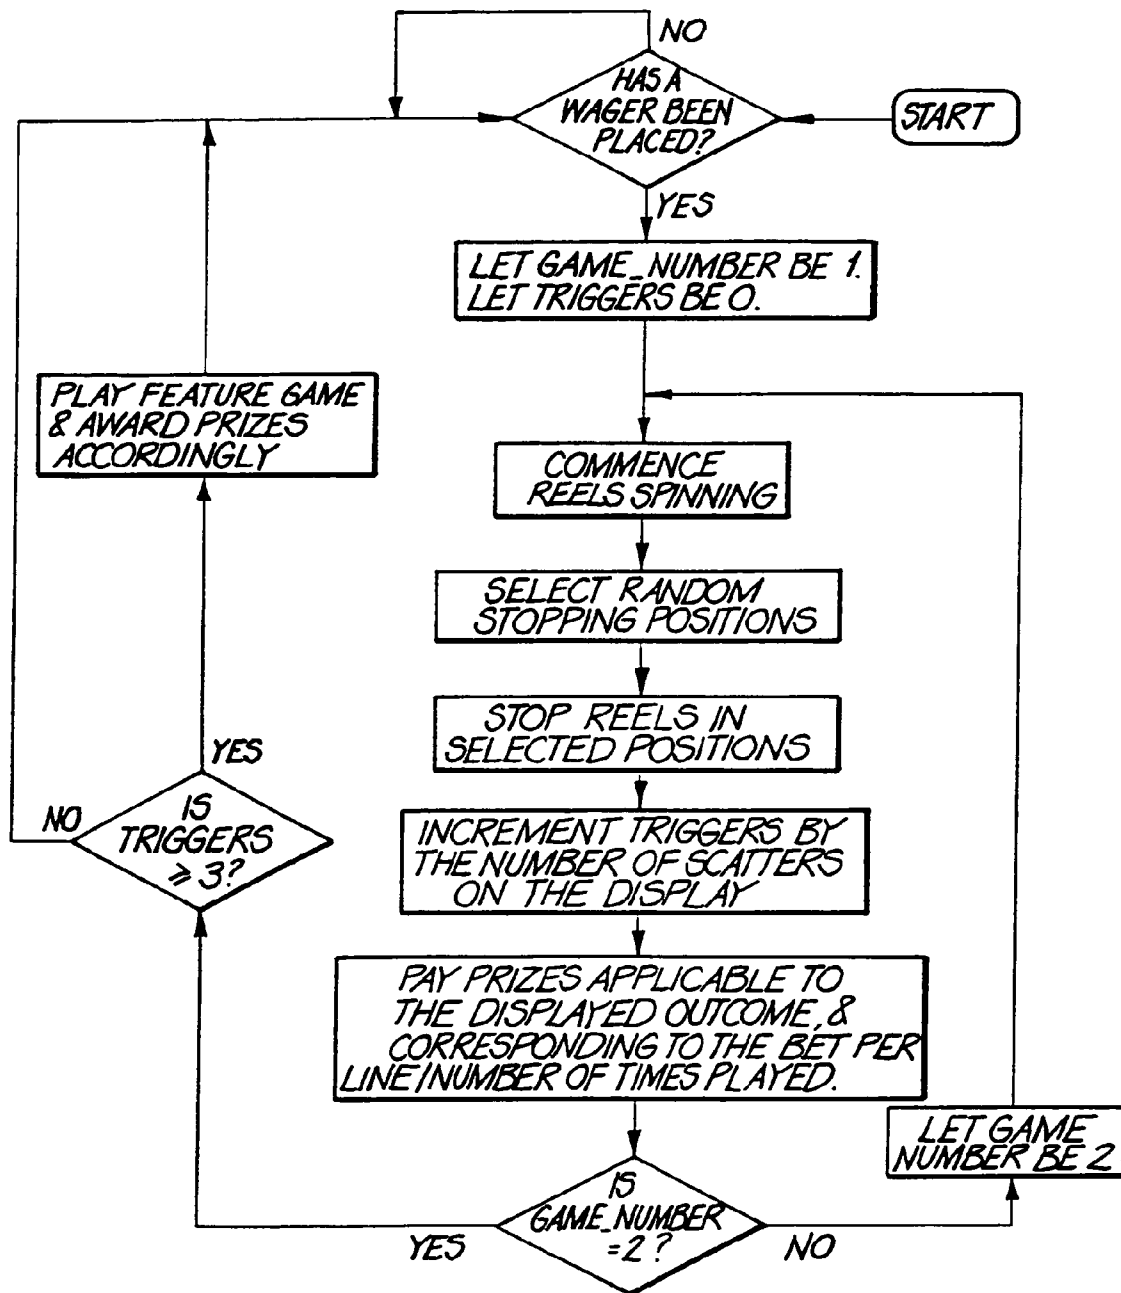 NO
HAS A
WAGER BEEN
PLACED?
START
YES
LET GAME_NUMBER BE 1.
LET TRIGGERS BE 0.
PLAY FEATURE GAME
& AWARD PRIZES
ACCORDINGLY
COMMENCE
REELS SPINNING
SELECT RANDOM
STOPPING POSITIONS
STOP REELS IN
SELECTED POSITIONS
YES
NO
IS
TRIGGERS
≥ 3?
INCREMENT TRIGGERS BY
THE NUMBER OF SCATTERS
ON THE DISPLAY
PAY PRIZES APPLICABLE TO
THE DISPLAYED OUTCOME, &
CORRESPONDING TO THE BET PER
LINE/NUMBER OF TIMES PLAYED.
LET GAME
NUMBER BE 2
IS
GAME_NUMBER
=2?
YES
NO